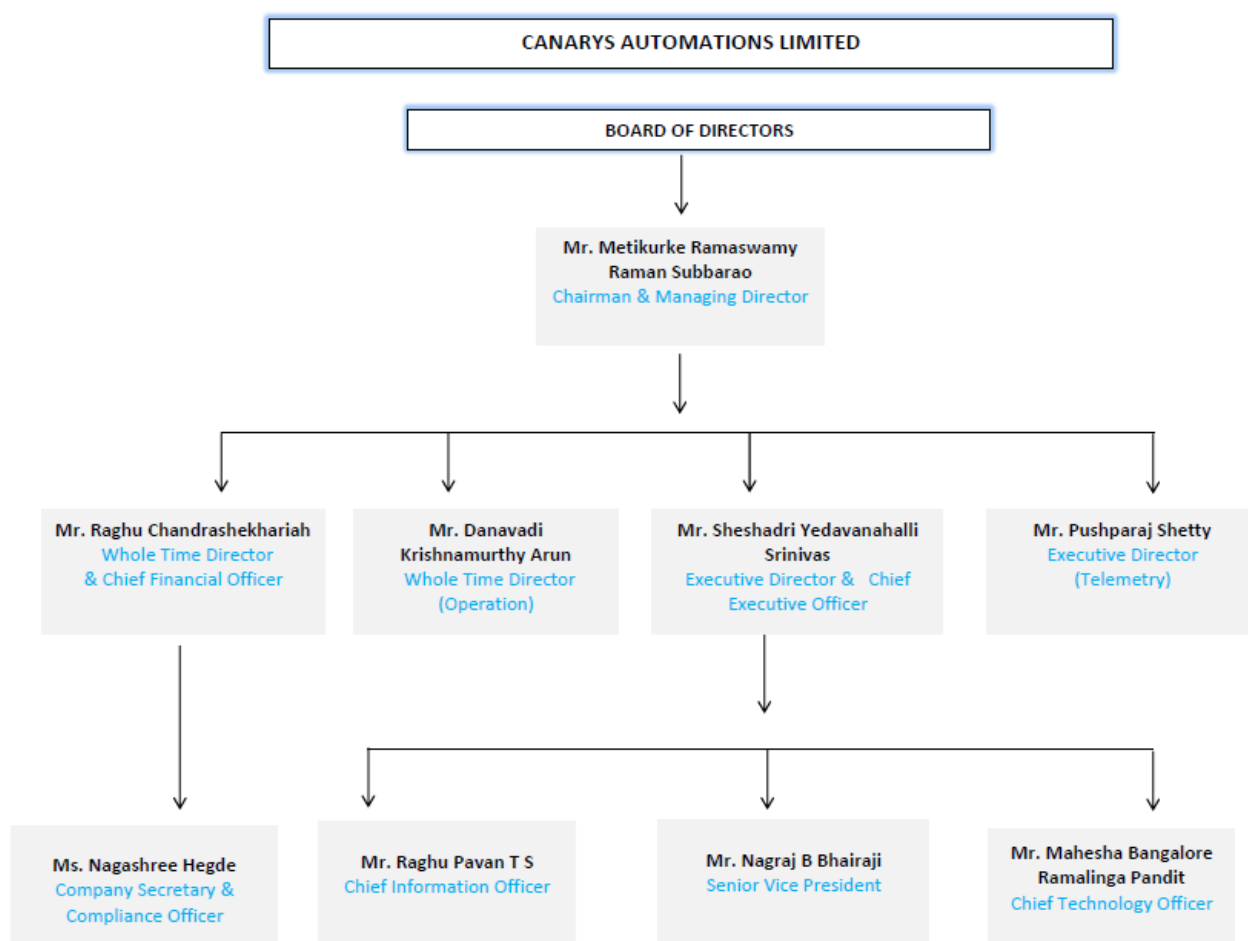 CANARYS AUTOMATIONS LIMITED
BOARD OF DIRECTORS
Mr. Metikurke Ramaswamy
Raman Subbarao
Chairman & Managing Director
Mr. Raghu Chandrashekhariah
Whole Time Director
& Chief Financial Officer
Mr. Danavadi
Krishnamurthy Arun
Whole Time Director
(Operation)
Mr. Sheshadri Yedavanahalli
Srinivas
Executive Director & Chief
Executive Officer
Mr. Pushparaj Shetty
Executive Director
(Telemetry)
Ms. Nagashree Hegde
Company Secretary &
Compliance Officer
Mr. Raghu Pavan T S
Chief Information Officer
Mr. Nagraj B Bhairaji
Senior Vice President
Mr. Mahesha Bangalore
Ramalinga Pandit
Chief Technology Officer